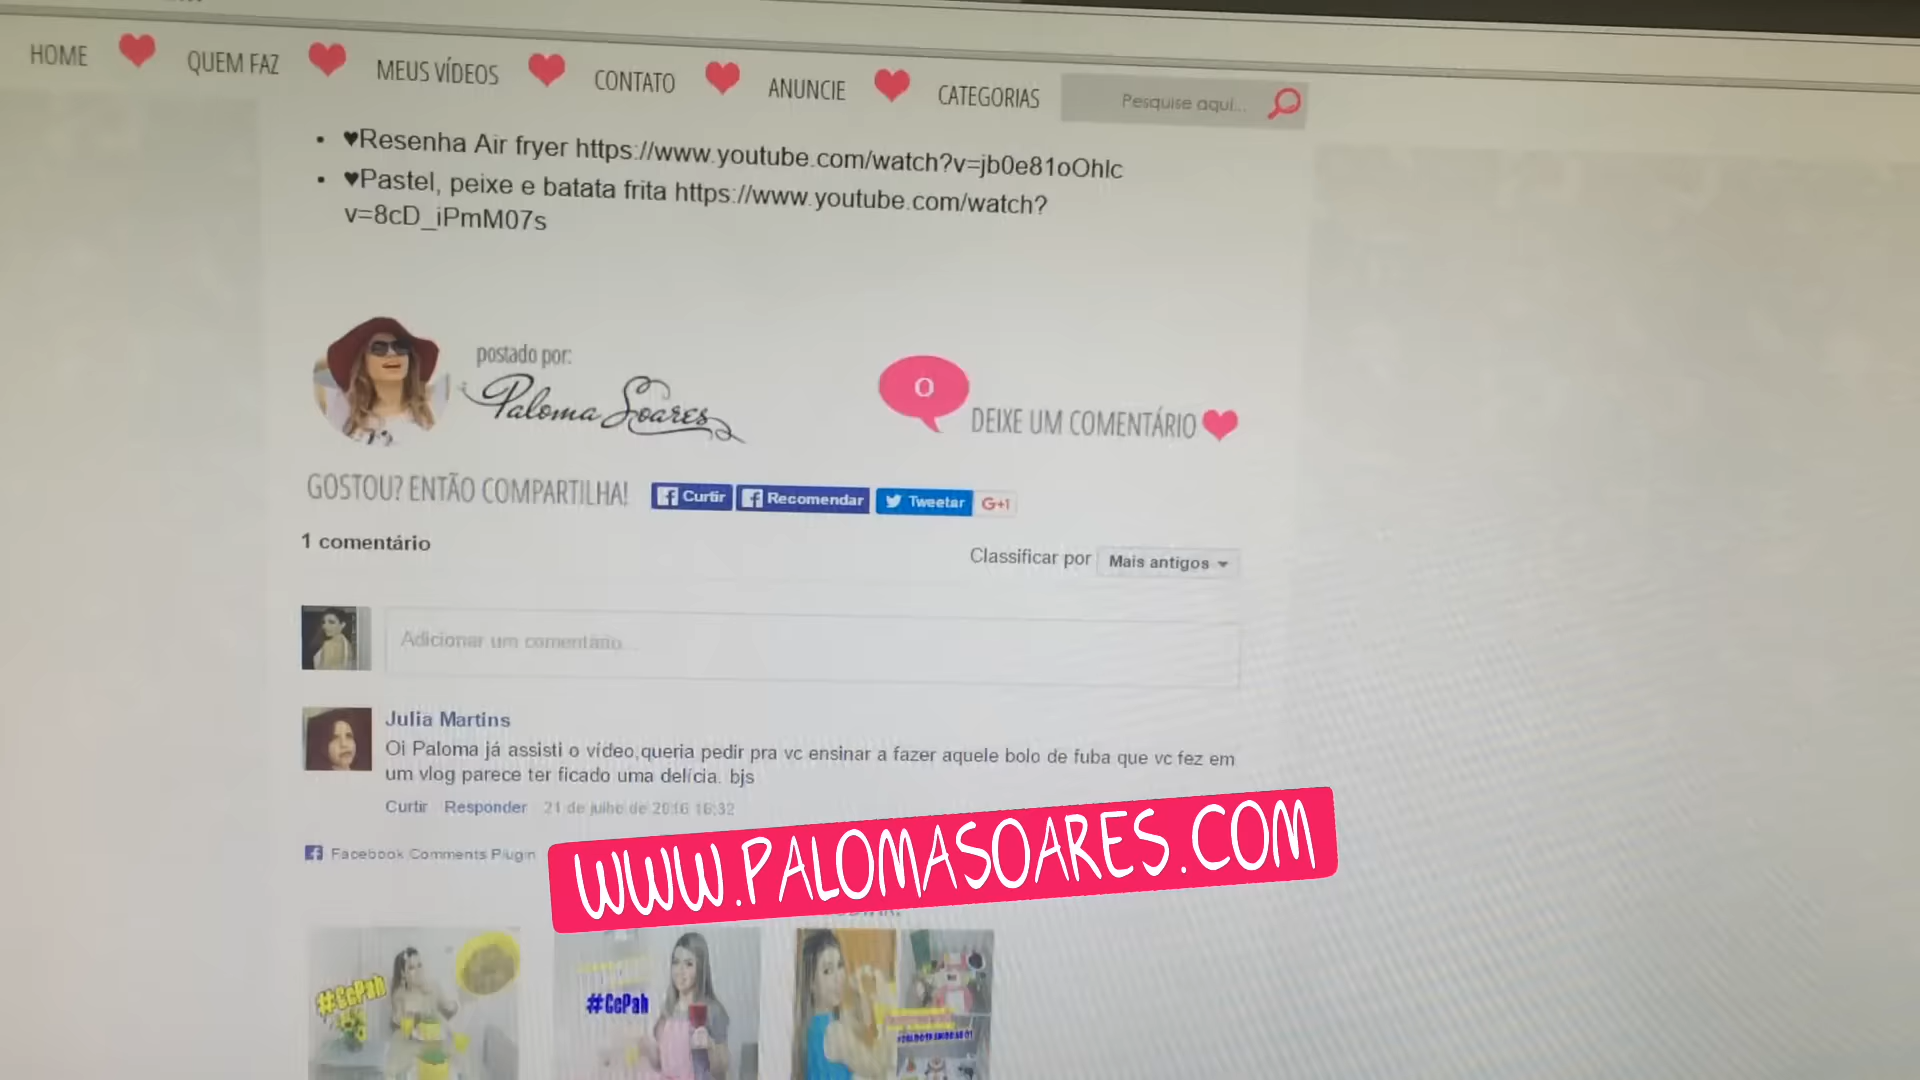 HOME QUEM FAZ MEUS VÍDEOS CONTATO ANUNCIE CATEGORIAS Pesquise aqui...
• ♥Resenha Air fryer https://www.youtube.com/watch?v=jb0e81oOhlc
• ♥Pastel, peixe e batata frita https://www.youtube.com/watch?
v=8cD_iPmM07s
postado por:
Paloma Soares
0
DEIXE UM COMENTÁRIO
GOSTOU? ENTÃO COMPARTILHA! Curtir Recomendar Tweetar G+1
1 comentário
Classificar por Mais antigos
Adicionar um comentário...
Julia Martins
Oi Paloma já assisti o vídeo,queria pedir pra vc ensinar a fazer aquele bolo de fuba que vc fez em
um vlog parece ter ficado uma delícia. bjs
Curtir Responder 21 de julho de 2016 16:32
Facebook Comments Plugin
WWW.PALOMASOARES.COM
#CcPah
#CcPah